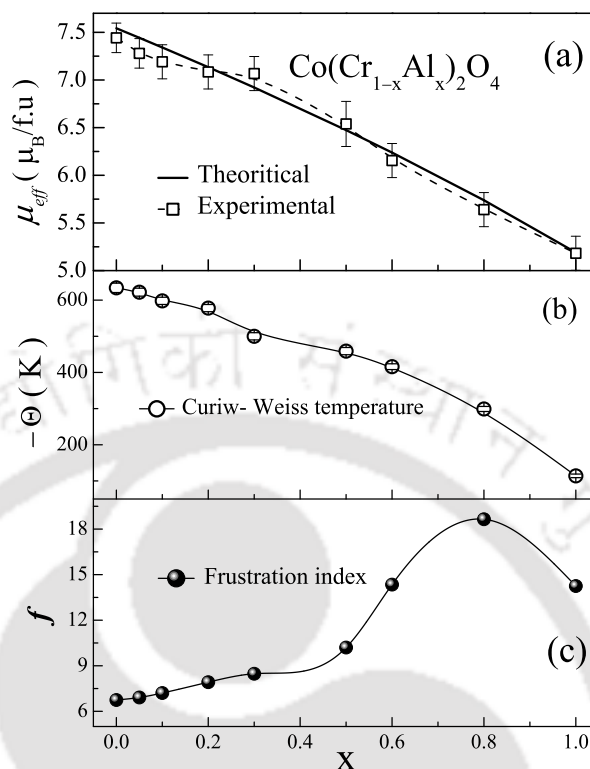 7.5
7.0
6.5
6.0
5.5
5.0
μeff ( μB/f.u )
Co(Cr1−xAlx)2O4
(a)
Theoritical
Experimental
600
400
200
−Θ ( K )
(b)
Curiw- Weiss temperature
18
15
12
9
6
f
Frustration index
(c)
0.0 0.2 0.4 0.6 0.8 1.0
x